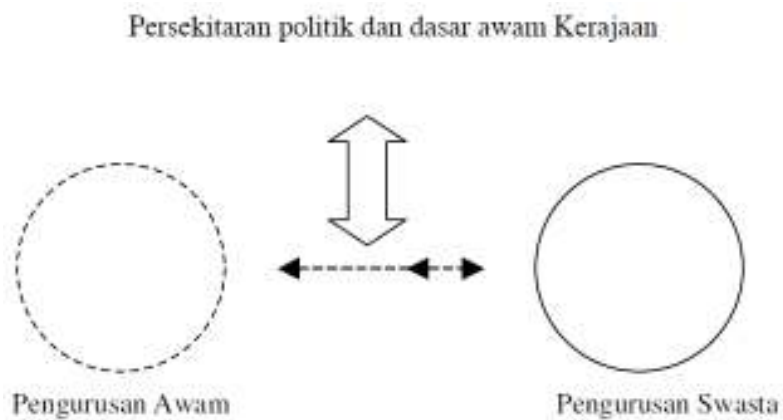 Persekitaran politik dan dasar awam Kerajaan
Pengurusan Awam
Pengurusan Swasta